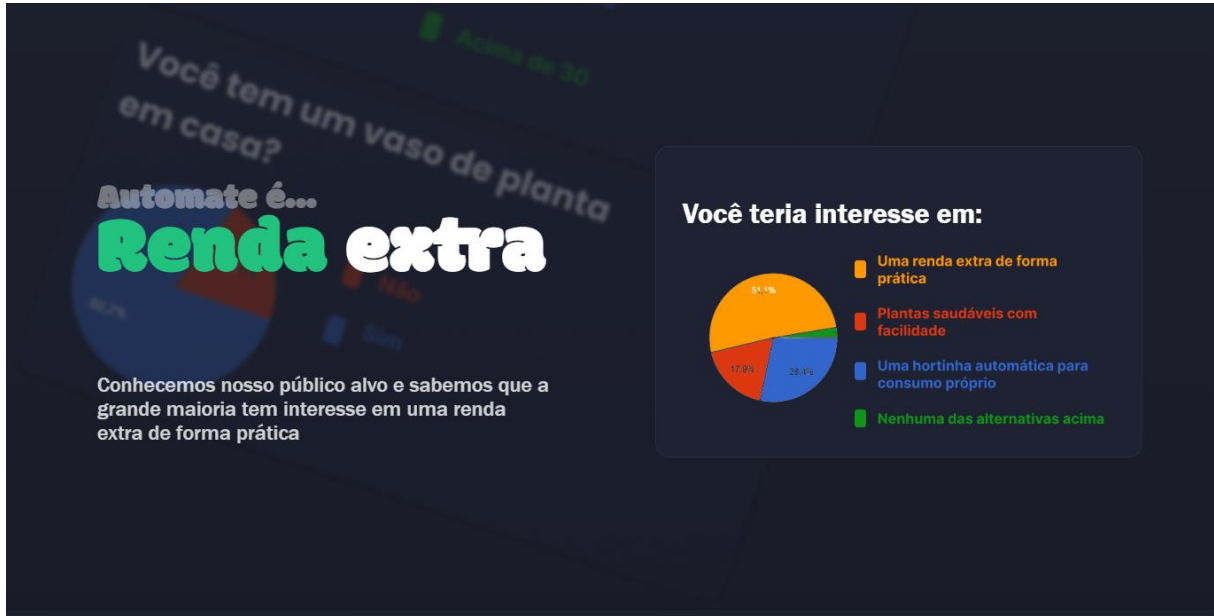 Acima de 30
Você tem um vaso de planta
em casa?
Não
Sim
Automate é...
Renda extra
Conhecemos nosso público alvo e sabemos que a
grande maioria tem interesse em uma renda
extra de forma prática
Você teria interesse em:
51,1%
17,9%
28,4%
Uma renda extra de forma
prática
Plantas saudáveis com
facilidade
Uma hortinha automática para
consumo próprio
Nenhuma das alternativas acima